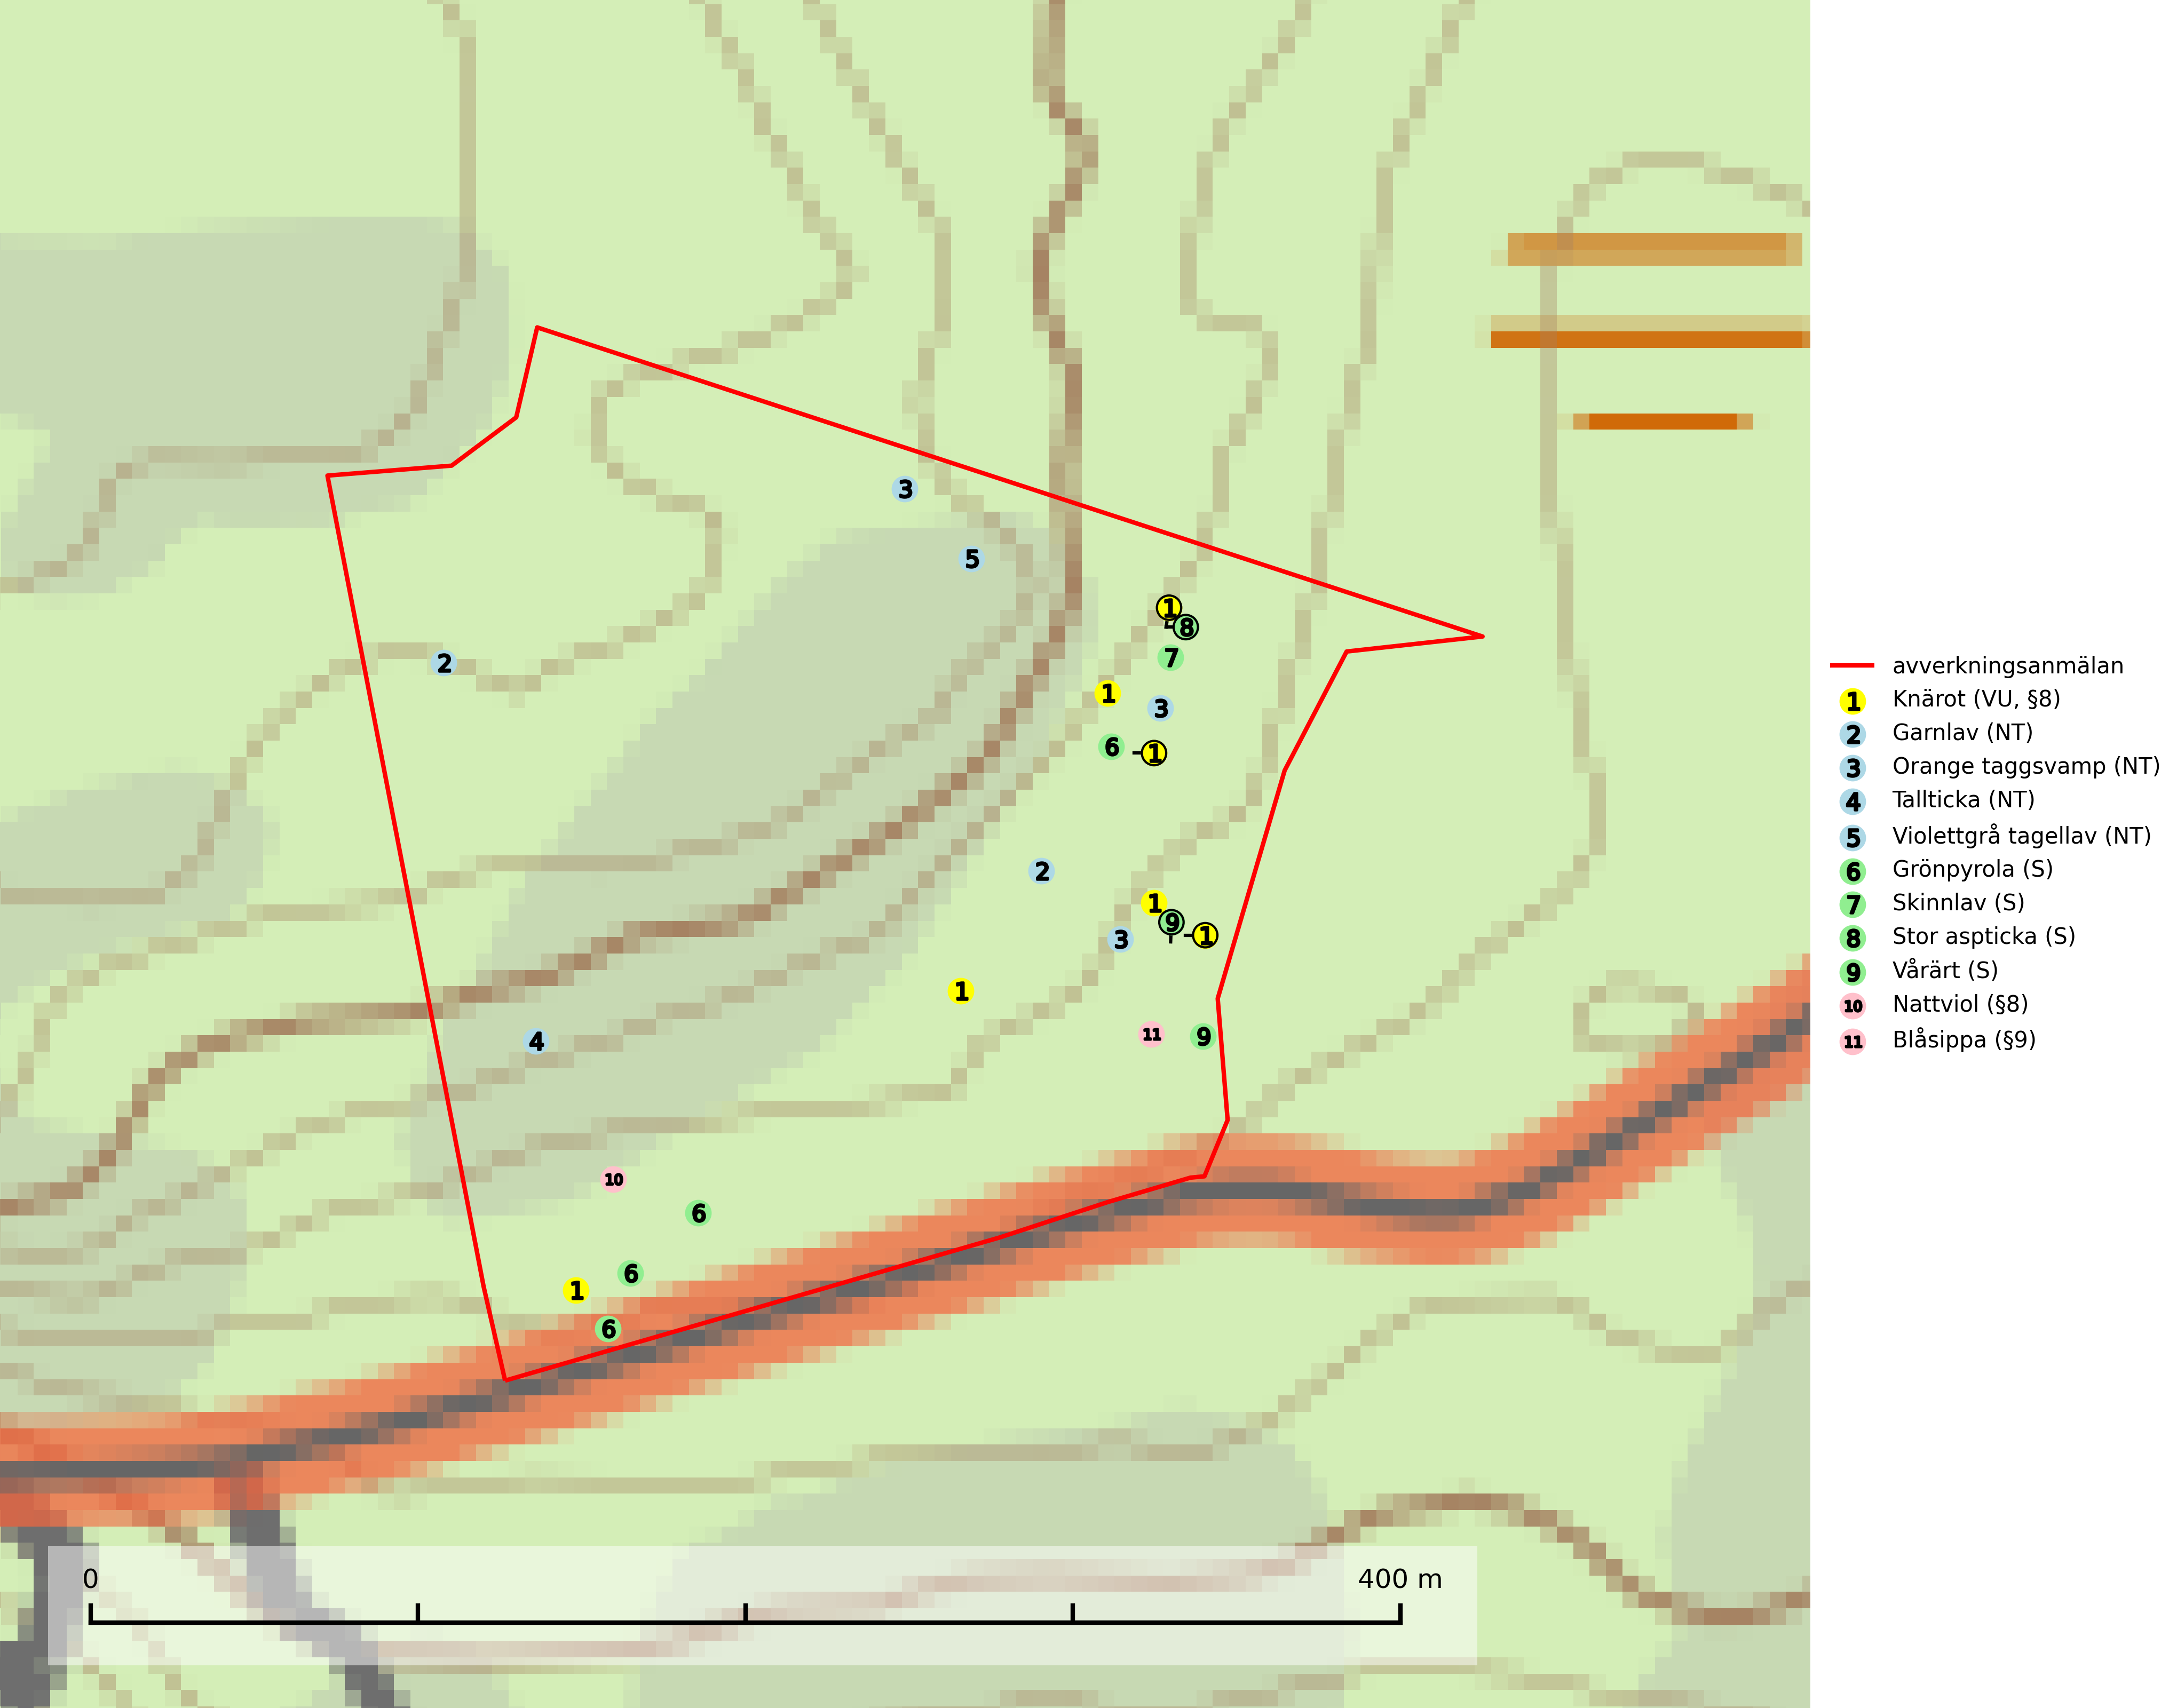 3
5
1
8
7
2
1
3
6
1
2
1
9
3
1
1
4
11
9
10
6
6
1
6
0
400 m
avverkningsanmälan
1 Knärot (VU, §8)
2 Garnlav (NT)
3 Orange taggsvamp (NT)
4 Tallticka (NT)
5 Violettgrå tagellav (NT)
6 Grönpyrola (S)
7 Skinnlav (S)
8 Stor aspticka (S)
9 Vårärt (S)
10 Nattviol (§8)
11 Blåsippa (§9)